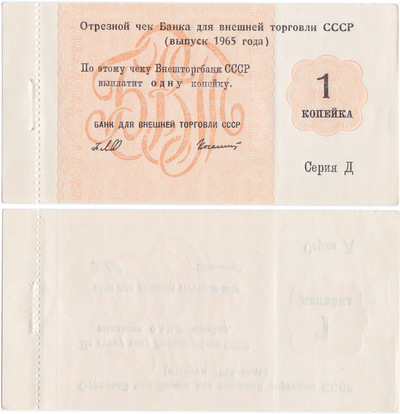 Отрезной чек Банка для внешней торговли СССР
(выпуск 1965 года)
По этому чеку Внешторгбанк СССР
выплатит одну копейку.
1
КОПЕЙКА
БАНК ДЛЯ ВНЕШНЕЙ ТОРГОВЛИ СССР
Серия Д